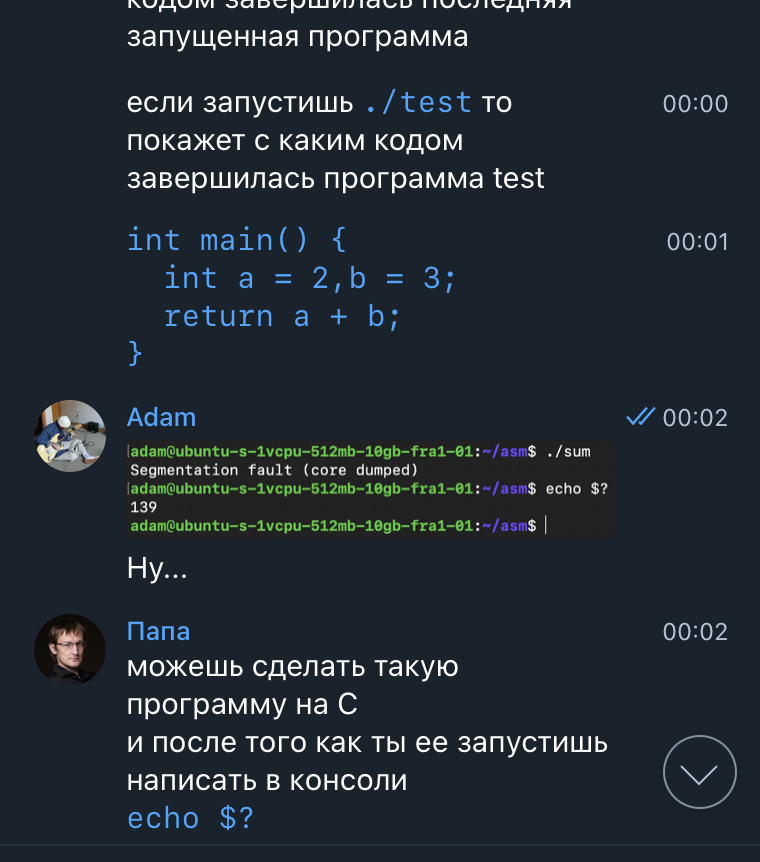 кодом завершилась последняя
запущенная программа
если запустишь ./test то
покажет с каким кодом
завершилась программа test
00:00
int main() {
int a = 2,b = 3;
return a + b;
}
00:01
Adam
00:02
adam@ubuntu-s-1vcpu-512mb-10gb-fra1-01:~/asm$ ./sum
Segmentation fault (core dumped)
adam@ubuntu-s-1vcpu-512mb-10gb-fra1-01:~/asm$ echo $?
139
adam@ubuntu-s-1vcpu-512mb-10gb-fra1-01:~/asm$
Ну...
Папа
00:02
можешь сделать такую
программу на С
и после того как ты ее запустишь
написать в консоли
echo $?